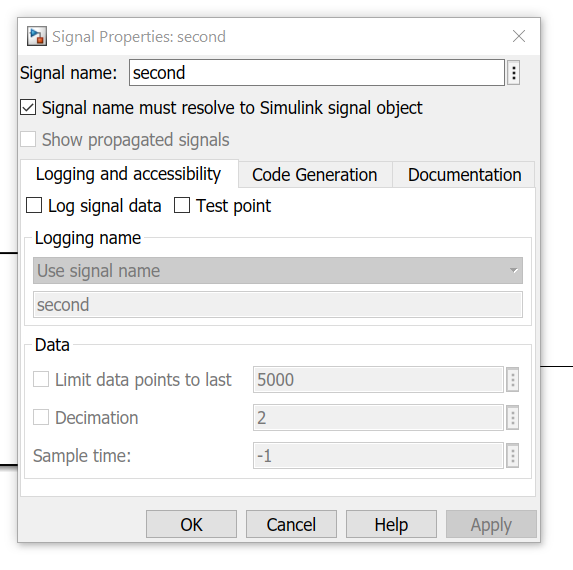 Signal Properties: second
Signal name: second
Signal name must resolve to Simulink signal object
Show propagated signals
Logging and accessibility Code Generation Documentation
Log signal data Test point
Logging name
Use signal name
second
Data
Limit data points to last 5000
Decimation 2
Sample time: -1
OK Cancel Help Apply